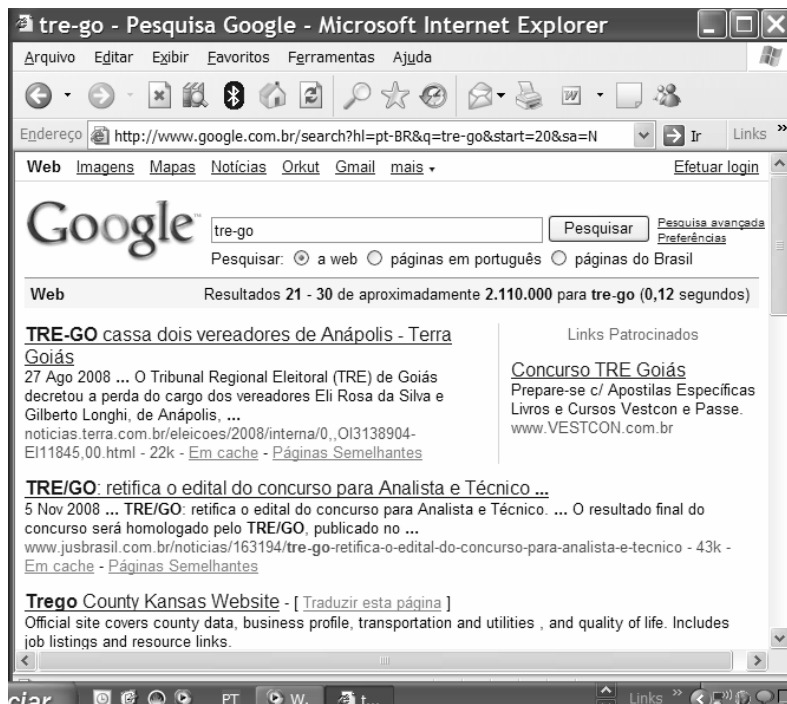 tre-go - Pesquisa Google - Microsoft Internet Explorer
Arquivo Editar Exibir Favoritos Ferramentas Ajuda
Endereço http://www.google.com.br/search?hl=pt-BR&q=tre-go&start=20&sa=N Ir Links »
Web Imagens Mapas Notícias Orkut Gmail mais Efetuar login
Google™ tre-go Pesquisar Pesquisa avançada
Preferências
Pesquisar: a web páginas em português páginas do Brasil
Web Resultados 21 - 30 de aproximadamente 2.110.000 para tre-go (0,12 segundos)
TRE-GO cassa dois vereadores de Anápolis - Terra
Goiás
27 Ago 2008 ... O Tribunal Regional Eleitoral (TRE) de Goiás
decretou a perda do cargo dos vereadores Eli Rosa da Silva e
Gilberto Longhi, de Anápolis, ...
noticias.terra.com.br/eleicoes/2008/interna/0,,OI3138904-
EI11845,00.html - 22k - Em cache - Páginas Semelhantes
Links Patrocinados
Concurso TRE Goiás
Prepare-se c/ Apostilas Específicas
Livros e Cursos Vestcon e Passe.
www.VESTCON.com.br
TRE/GO: retifica o edital do concurso para Analista e Técnico ...
5 Nov 2008 ... TRE/GO: retifica o edital do concurso para Analista e Técnico. ... O resultado final do
concurso será homologado pelo TRE/GO, publicado no ...
www.jusbrasil.com.br/noticias/163194/tre-go-retifica-o-edital-do-concurso-para-analista-e-tecnico - 43k -
Em cache - Páginas Semelhantes
Trego County Kansas Website - [ Traduzir esta página ]
Official site covers county data, business profile, transportation and utilities , and quality of life. Includes
job listings and resource links.
ciar PT W. t... Links »